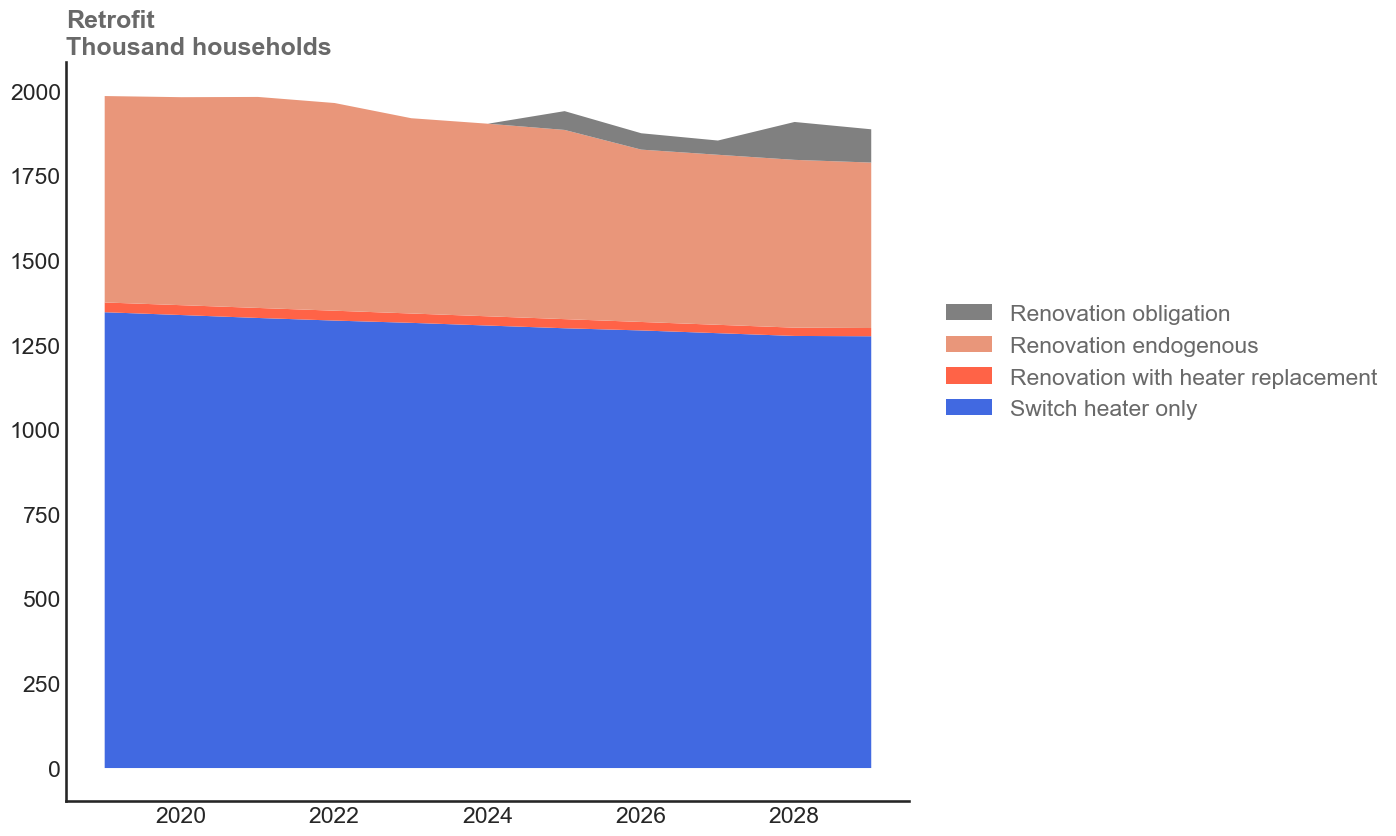 Retrofit
Thousand households
2000
1750
1500
1250
1000
750
500
250
0
2020 2022 2024 2026 2028
Renovation obligation
Renovation endogenous
Renovation with heater replacement
Switch heater only